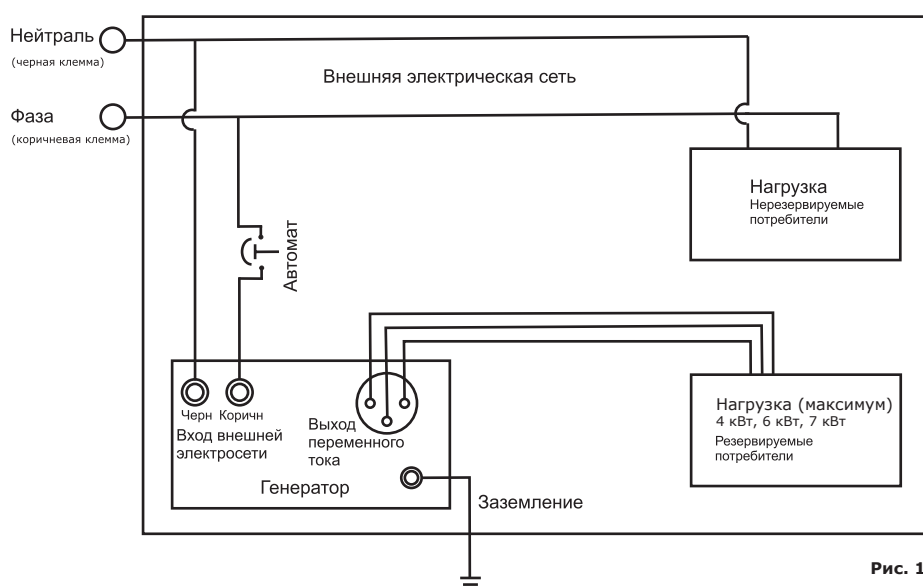 Нейтраль
(черная клемма)
Внешняя электрическая сеть
Фаза
(коричневая клемма)
Нагрузка
Нерезервируемые
потребители
Автомат
Черн Коричн
Вход внешней
электросети
Выход
переменного
тока
Генератор
Заземление
Нагрузка (максимум)
4 кВт, 6 кВт, 7 кВт
Резервируемые
потребители
Рис. 1